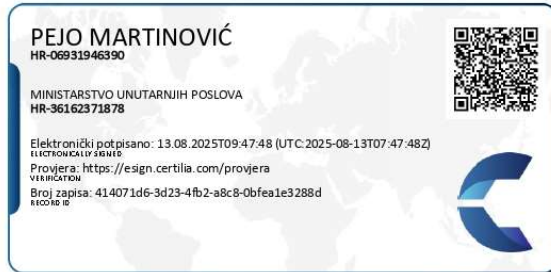 PEJO MARTINOVIĆ
HR-06931946390
MINISTARSTVO UNUTARNJIH POSLOVA
HR-36162371878
Elektronički potpisano: 13.08.2025T09:47:48 (UTC:2025-08-13T07:47:48Z)
ELECTRONICALLY SIGNED
Provjera: https://esign.certilia.com/provjera
VERIFICATION
Broj zapisa: 414071d6-3d23-4fb2-a8c8-0bfea1e3288d
RECORD ID